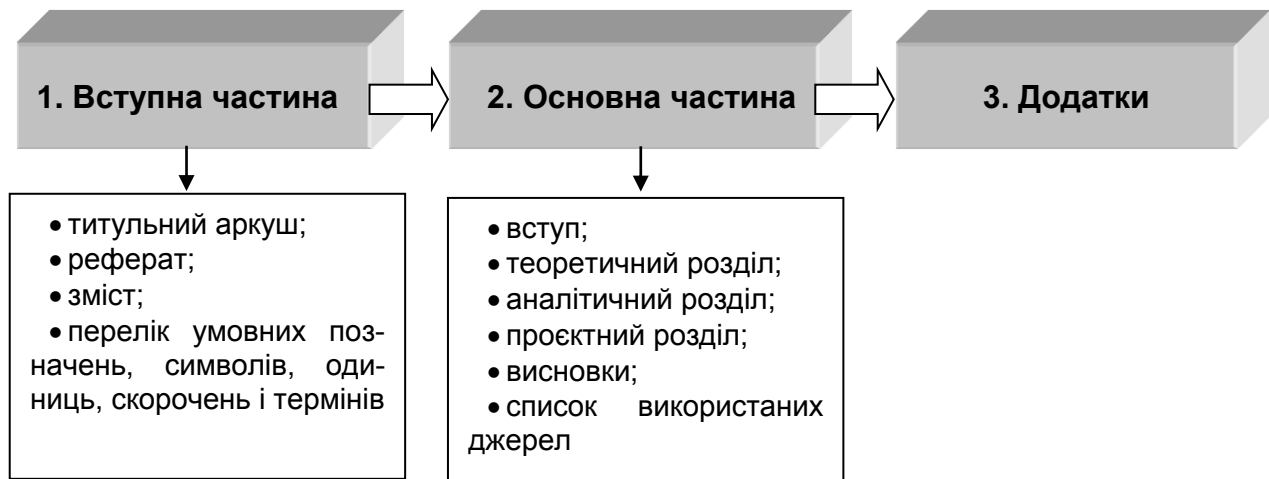 1. Вступна частина
2. Основна частина
3. Додатки
• титульний аркуш;
• реферат;
• зміст;
• перелік умовних поз-
начень, символів, оди-
ниць, скорочень і термінів
• вступ;
• теоретичний розділ;
• аналітичний розділ;
• проєктний розділ;
• висновки;
• список використаних
джерел